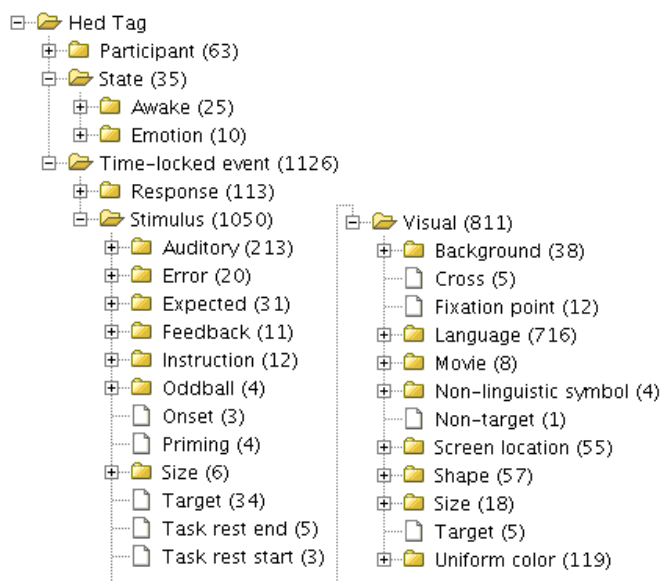 Hed Tag
Participant (63)
State (35)
Awake (25)
Emotion (10)
Time-locked event (1126)
Response (113)
Stimulus (1050)
Auditory (213)
Error (20)
Expected (31)
Feedback (11)
Instruction (12)
Oddball (4)
Onset (3)
Priming (4)
Size (6)
Target (34)
Task rest end (5)
Task rest start (3)
Visual (811)
Background (38)
Cross (5)
Fixation point (12)
Language (716)
Movie (8)
Non-linguistic symbol (4)
Non-target (1)
Screen location (55)
Shape (57)
Size (18)
Target (5)
Uniform color (119)